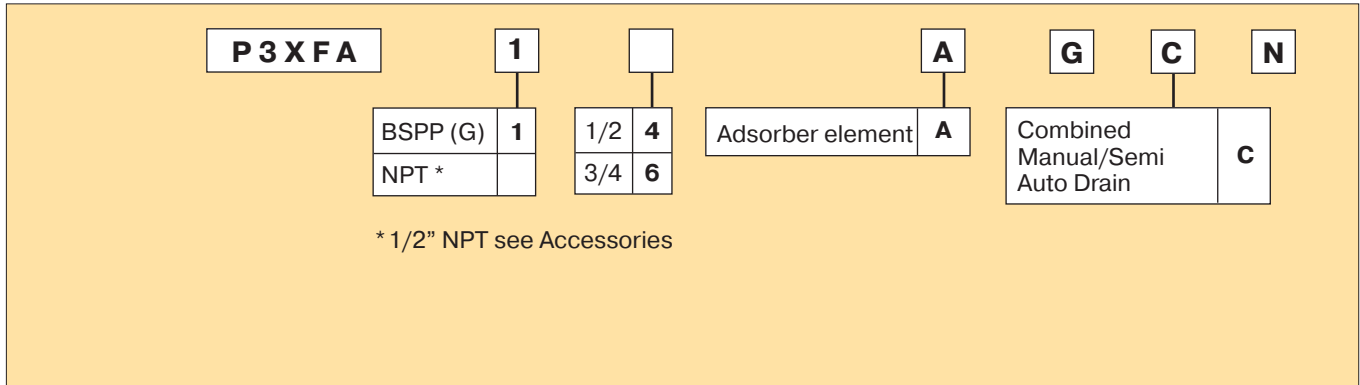 P3XFA 1 A G C N
BSPP (G) 1
NPT *
1/2 4
3/4 6
Adsorber element A
Combined
Manual/Semi
Auto Drain
C
* 1/2” NPT see Accessories